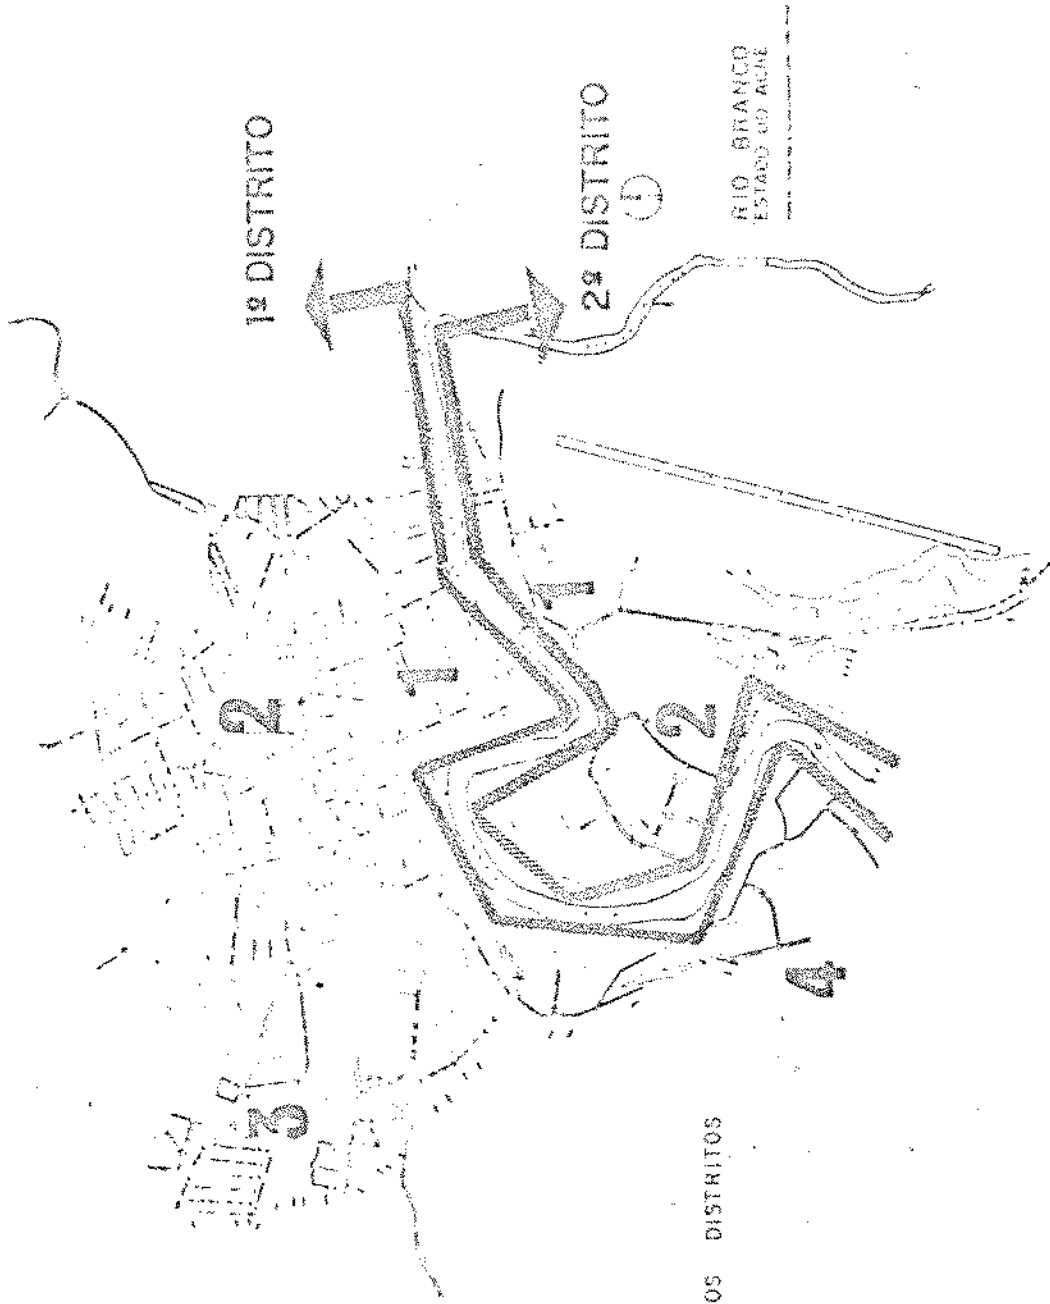 1º DISTRITO
2º DISTRITO
RIO BRANCO
ESTADO DO ACRE
1
1
2
2
3
4
OS DISTRITOS